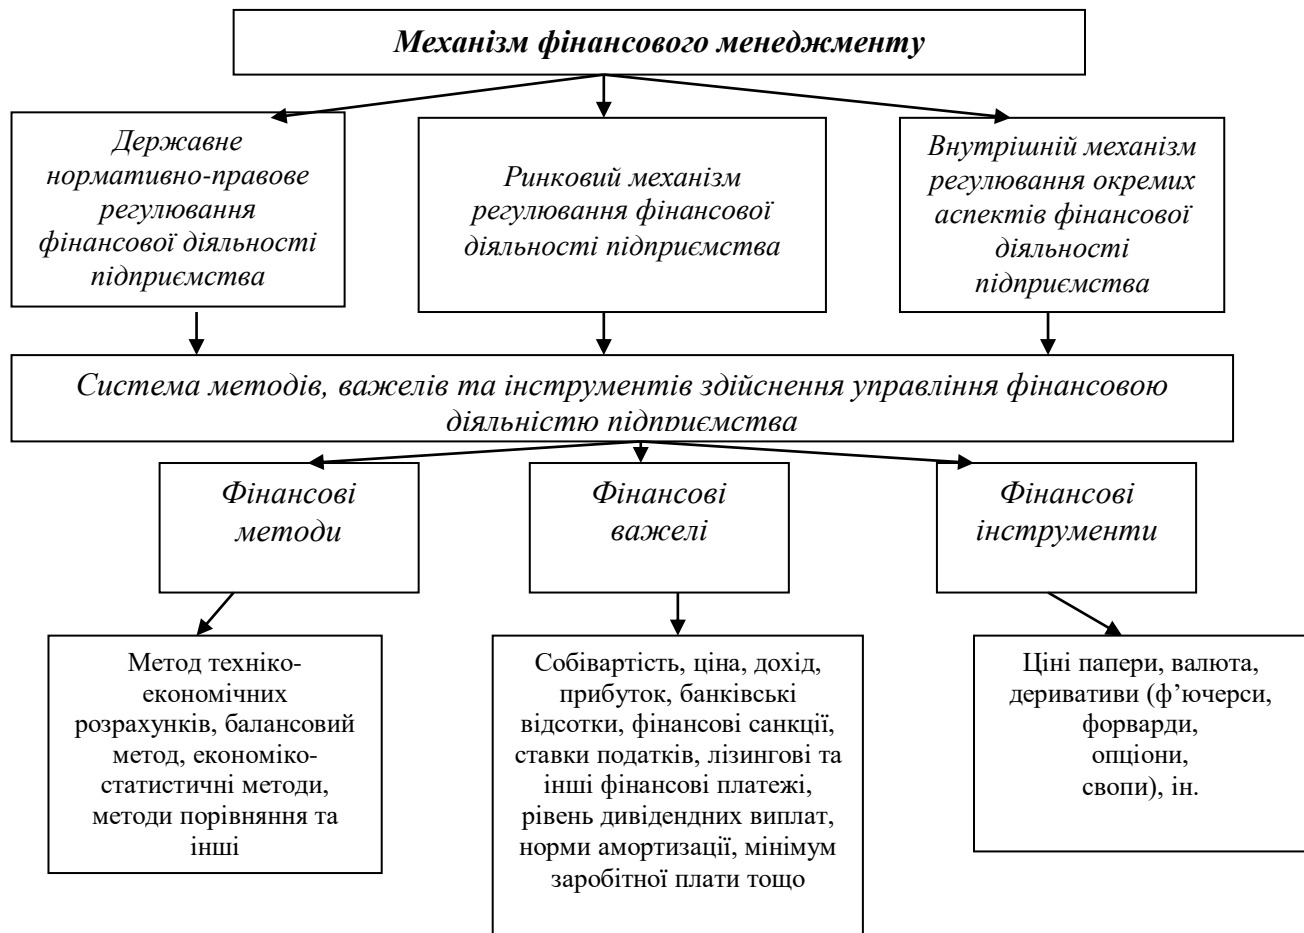 Механізм фінансового менеджменту
Державне
нормативно-правове
регулювання
фінансової діяльності
підприємства
Ринковий механізм
регулювання фінансової
діяльності підприємства
Внутрішній механізм
регулювання окремих
аспектів фінансової
діяльності
підприємства
Система методів, важелів та інструментів здійснення управління фінансовою
діяльністю підприємства
Фінансові
методи
Фінансові
важелі
Фінансові
інструменти
Метод техніко-
економічних
розрахунків, балансовий
метод, економіко-
статистичні методи,
методи порівняння та
інші
Собівартість, ціна, дохід,
прибуток, банківські
відсотки, фінансові санкції,
ставки податків, лізингові та
інші фінансові платежі,
рівень дивідендних виплат,
норми амортизації, мінімум
заробітної плати тощо
Ціні папери, валюта,
деривативи (ф’ючерси,
форварди,
опціони,
свопи), ін.